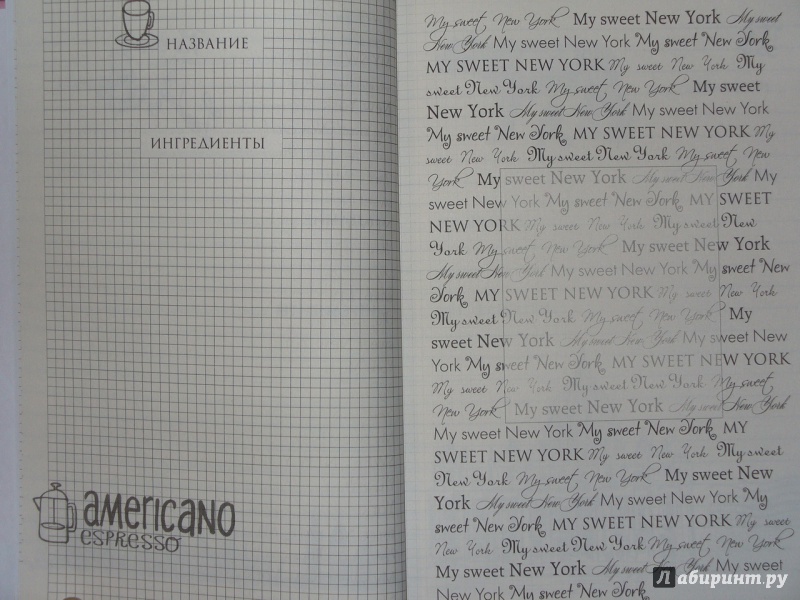 НАЗВАНИЕ
ИНГРЕДИЕНТЫ
americano
espresso
My sweet New York My sweet New York My sweet
New York My sweet New York My sweet New York
MY SWEET NEW YORK My sweet New York My
sweet New York My sweet New York My sweet
New York My sweet New York My sweet New York
My sweet New York MY SWEET NEW YORK My
sweet New York My sweet New York My sweet New
York My sweet New York My sweet New York My
sweet New York My sweet New York MY SWEET
NEW YORK My sweet New York My sweet New
York My sweet New York My sweet New York
My sweet New York My sweet New York My sweet New
York MY SWEET NEW YORK My sweet New York
My sweet New York My sweet New York My
sweet New York My sweet New York My sweet New
York My sweet New York MY SWEET NEW YORK
My sweet New York My sweet New York My sweet
New York My sweet New York My sweet New York
My sweet New York My sweet New York MY
SWEET NEW YORK My sweet New York My sweet
New York My sweet New York My sweet New
York My sweet New York My sweet New York My
sweet New York MY SWEET NEW YORK My sweet
New York My sweet New York My sweet New York
My sweet New York My sweet New York My sweet
New York My sweet New York
Лабиринт.ру